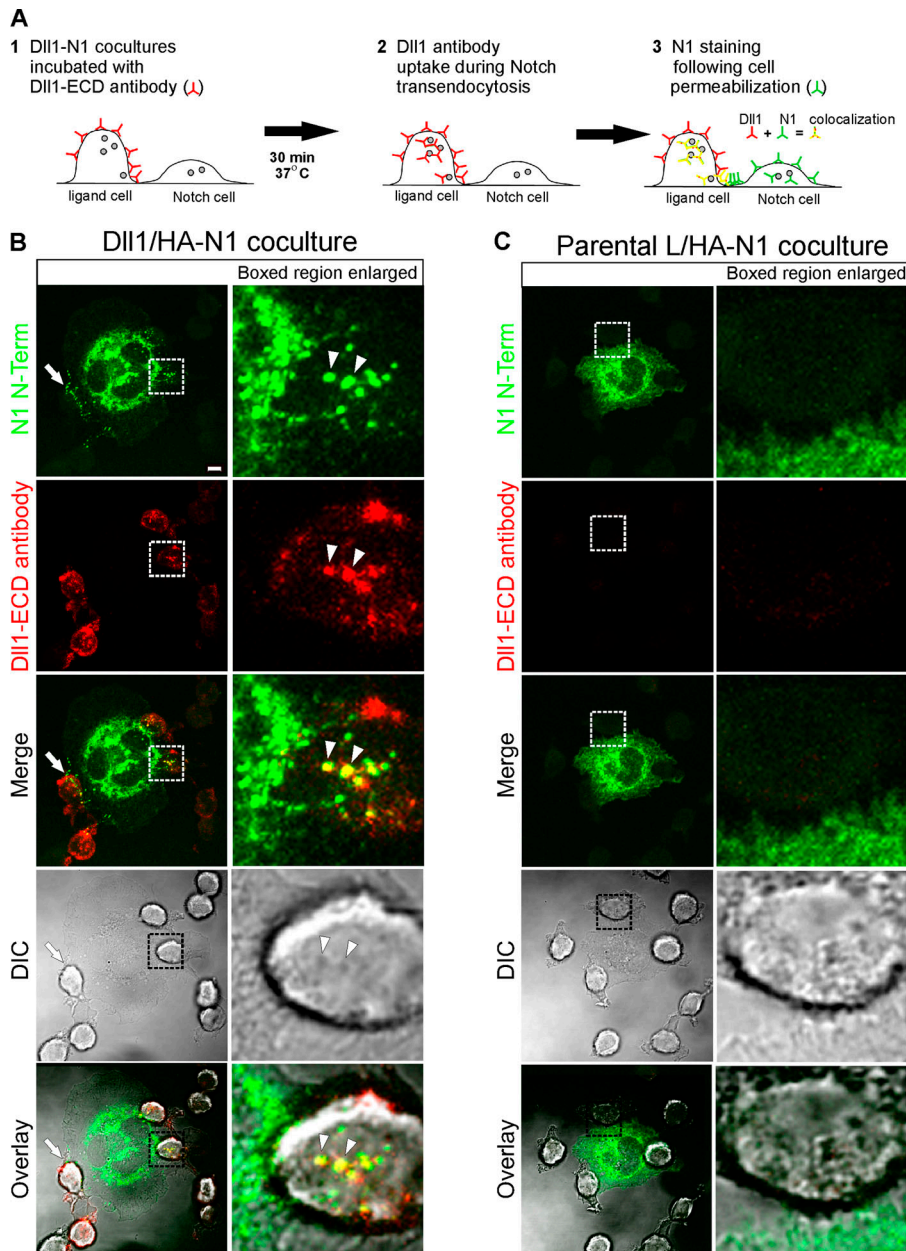 A
1 Dll1-N1 cocultures
incubated with
Dll1-ECD antibody ( )
2 Dll1 antibody
uptake during Notch
transendocytosis
3 N1 staining
following cell
permeabilization ( )
Dll1 N1 colocalization
+ =
30 min
37°C
ligand cell Notch cell
ligand cell Notch cell
ligand cell Notch cell
B
Dll1/HA-N1 coculture
Boxed region enlarged
N1 N-Term
Dll1-ECD antibody
Merge
DIC
Overlay
C
Parental L/HA-N1 coculture
Boxed region enlarged
N1 N-Term
Dll1-ECD antibody
Merge
DIC
Overlay